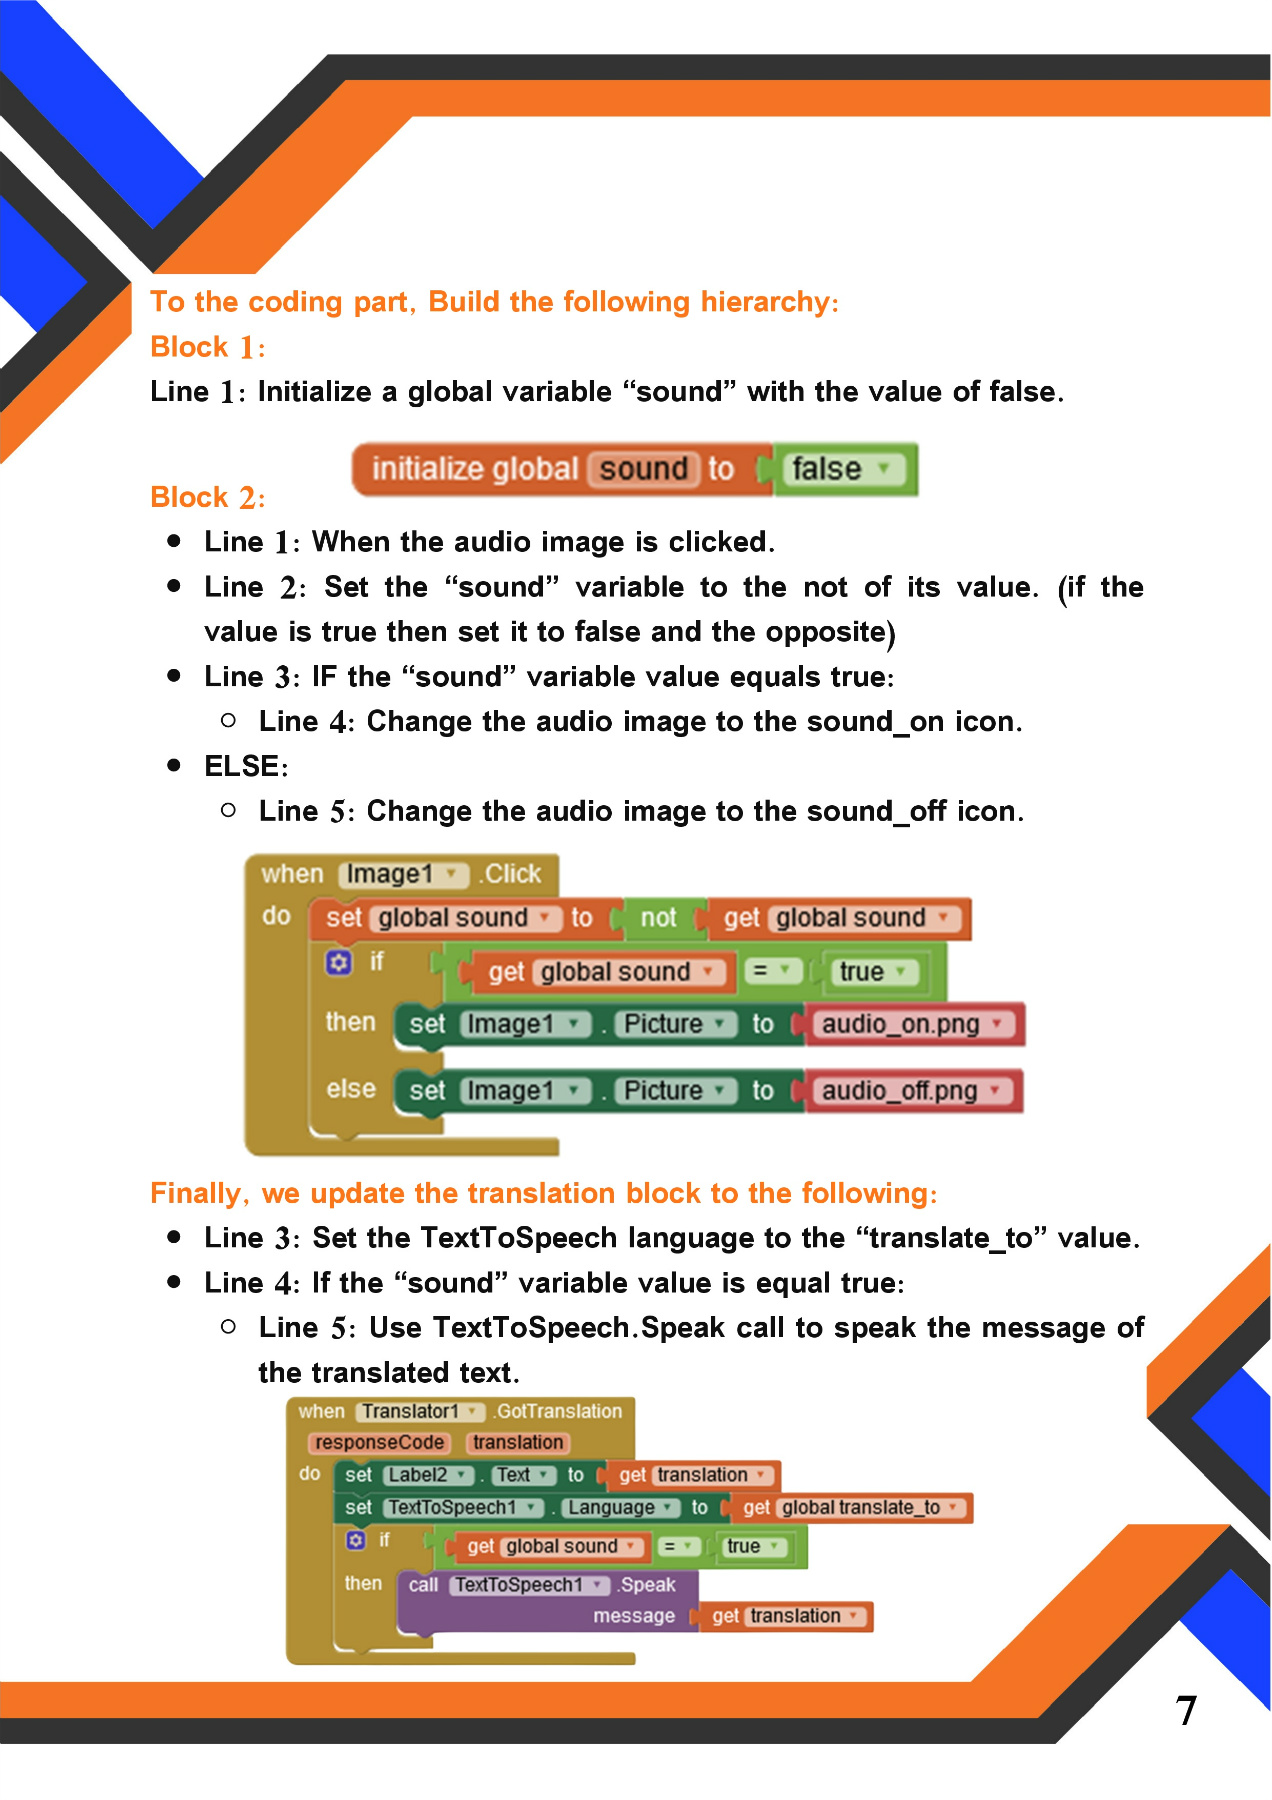 To the coding part, Build the following hierarchy:
Block 1:
Line 1: Initialize a global variable “sound” with the value of false.
initialize global sound to false
Block 2:
• Line 1: When the audio image is clicked.
• Line 2: Set the “sound” variable to the not of its value. (if the
value is true then set it to false and the opposite)
• Line 3: IF the “sound” variable value equals true:
○ Line 4: Change the audio image to the sound_on icon.
• ELSE:
○ Line 5: Change the audio image to the sound_off icon.
when Image1 .Click
do set global sound to not get global sound
if get global sound = true
then set Image1 . Picture to audio_on.png
else set Image1 . Picture to audio_off.png
Finally, we update the translation block to the following:
• Line 3: Set the TextToSpeech language to the “translate_to” value.
• Line 4: If the “sound” variable value is equal true:
○ Line 5: Use TextToSpeech.Speak call to speak the message of
the translated text.
when Translator1 .GotTranslation
responseCode translation
do set Label2 . Text to get translation
set TextToSpeech1 . Language to get global translate_to
if get global sound = true
then call TextToSpeech1 .Speak
message get translation
7